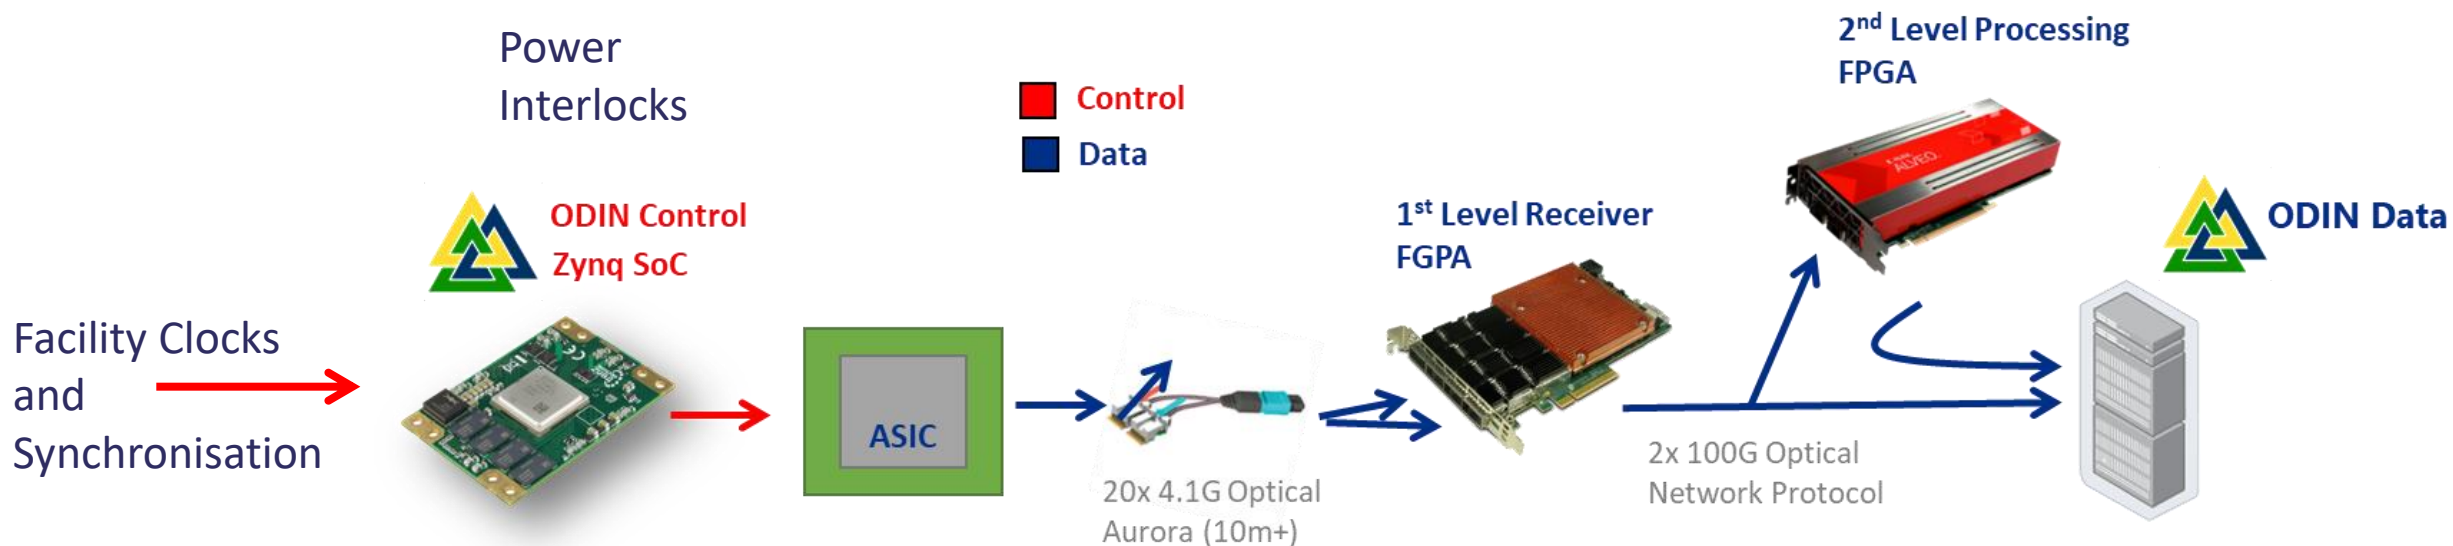 Power
Interlocks
Control
Data
2nd Level Processing
FPGA
ODIN Control
Zynq SoC
1st Level Receiver
FGPA
ALVEO
ODIN Data
Facility Clocks
and
Synchronisation
ASIC
20x 4.1G Optical
Aurora (10m+)
2x 100G Optical
Network Protocol